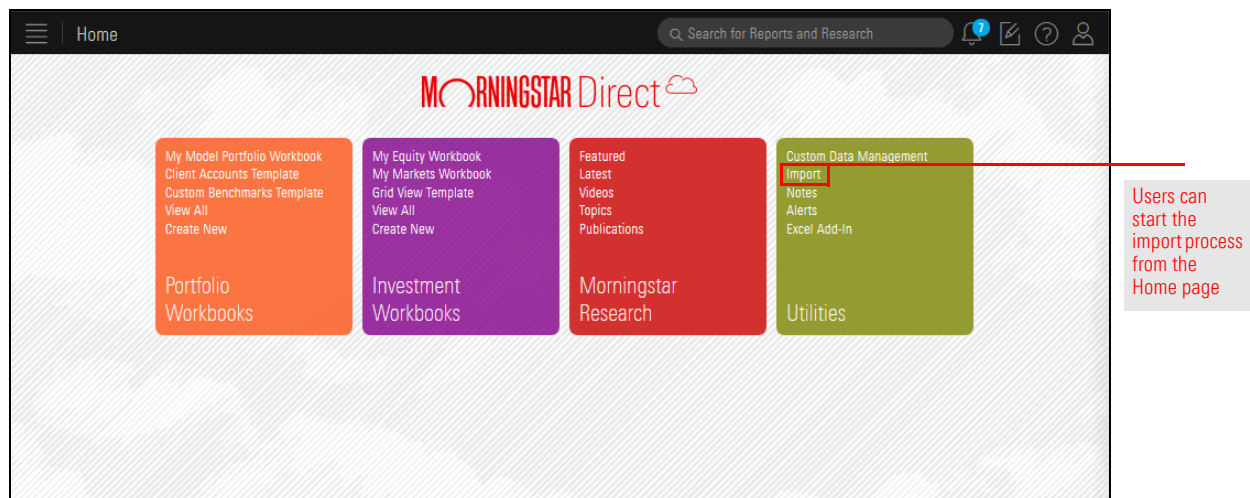 Home
Search for Reports and Research
7
MORNINGSTAR Direct
My Model Portfolio Workbook
Client Accounts Template
Custom Benchmarks Template
View All
Create New
Portfolio
Workbooks
My Equity Workbook
My Markets Workbook
Grid View Template
View All
Create New
Investment
Workbooks
Featured
Latest
Videos
Topics
Publications
Morningstar
Research
Custom Data Management
Import
Notes
Alerts
Excel Add-In
Utilities
Users can
start the
import process
from the
Home page